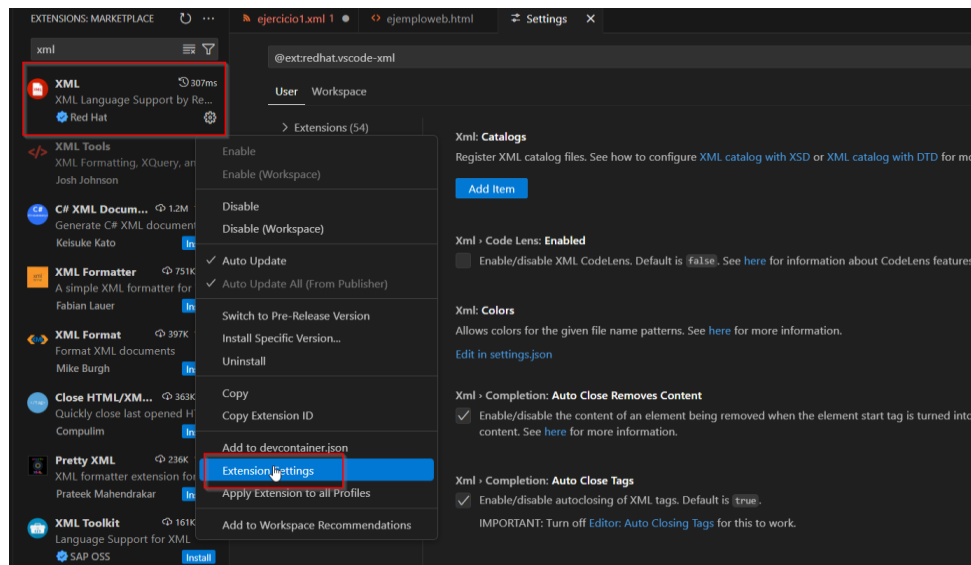 EXTENSIONS: MARKETPLACE
xml
XML 307ms
XML Language Support by Re...
Red Hat
XML Tools
XML Formatting, XQuery, an
Josh Johnson
C# XML Docum... 1.2M
Generate C# XML document
Keisuke Kato
XML Formatter 751K
A simple XML formatter for
Fabian Lauer
XML Format 397K
Format XML documents
Mike Burgh
Close HTML/XM... 363K
Quickly close last opened H
Compulim
Pretty XML 236K
XML formatter extension for
Prateek Mahendrakar
XML Toolkit 161K
Language Support for XML
SAP OSS Install
Enable
Enable (Workspace)
Disable
Disable (Workspace)
Auto Update
Auto Update All (From Publisher)
Switch to Pre-Release Version
Install Specific Version...
Uninstall
Copy
Copy Extension ID
Add to devcontainer.json
Extension Settings
Apply Extension to all Profiles
Add to Workspace Recommendations
ejercicio1.xml 1 ejemploweb.html Settings
@ext:redhat.vscode-xml
User Workspace
Extensions (54)
Xml: Catalogs
Register XML catalog files. See how to configure XML catalog with XSD or XML catalog with DTD for mo
Add Item
Xml › Code Lens: Enabled
Enable/disable XML CodeLens. Default is false. See here for information about CodeLens features
Xml: Colors
Allows colors for the given file name patterns. See here for more information.
Edit in settings.json
Xml › Completion: Auto Close Removes Content
Enable/disable the content of an element being removed when the element start tag is turned into
content. See here for more information.
Xml › Completion: Auto Close Tags
Enable/disable autoclosing of XML tags. Default is true.
IMPORTANT: Turn off Editor: Auto Closing Tags for this to work.